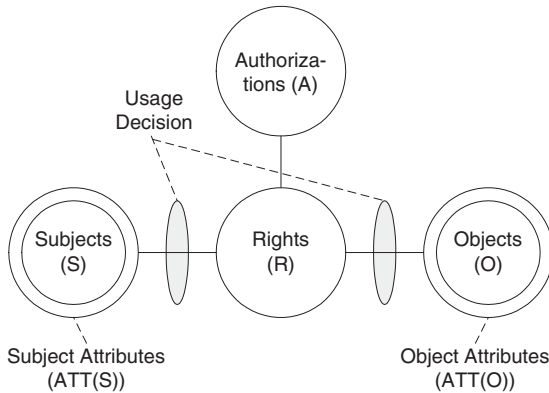 Authoriza-
tions (A)
Usage
Decision
Subjects
(S)
Rights
(R)
Objects
(O)
Subject Attributes
(ATT(S))
Object Attributes
(ATT(O))